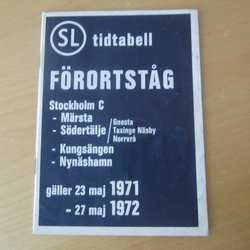 SL tidtabell
FÖRORTSTÅG
Stockholm C
- Märsta
- Södertälje / Gnesta
Taxinge Näsby
Norrvrå
- Kungsängen
- Nynäshamn
gäller 23 maj 1971
- 27 maj 1972